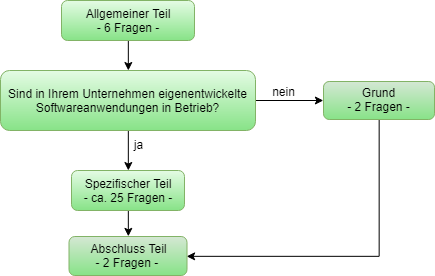 Allgemeiner Teil
- 6 Fragen -
Sind in Ihrem Unternehmen eigenentwickelte
Softwareanwendungen in Betrieb?
nein
Grund
- 2 Fragen -
ja
Spezifischer Teil
- ca. 25 Fragen -
Abschluss Teil
- 2 Fragen -